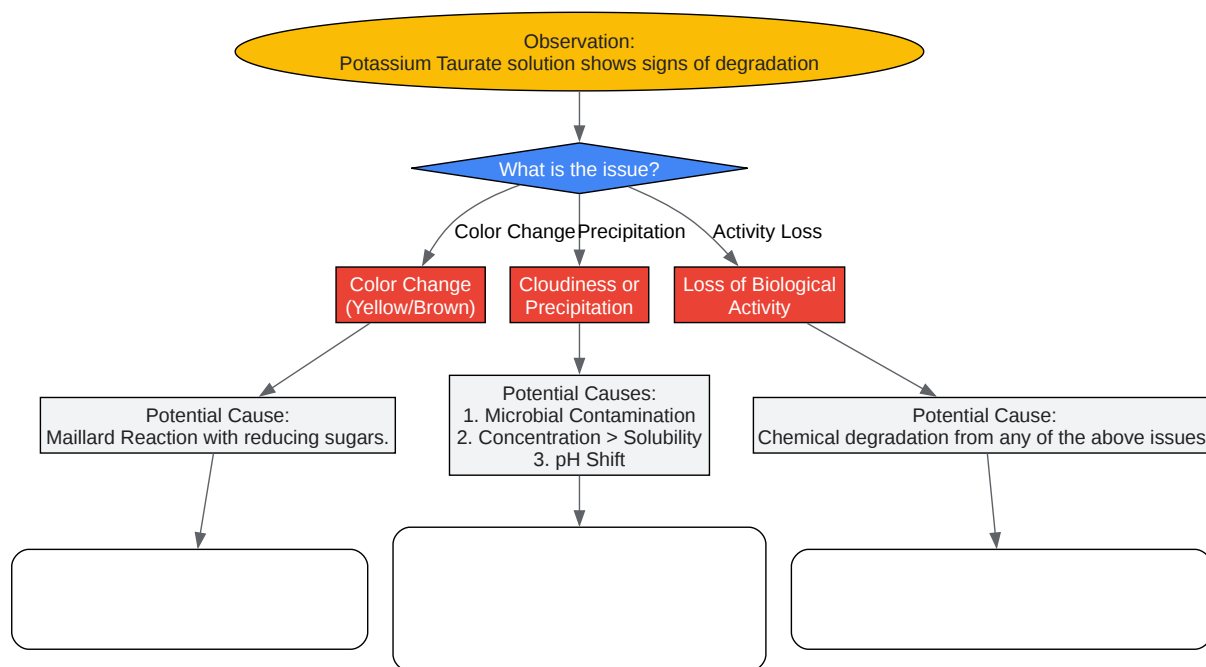 Observation:
Potassium Taurate solution shows signs of degradation
What is the issue?
Color Change
Precipitation
Activity Loss
Color Change
(Yellow/Brown)
Cloudiness or
Precipitation
Loss of Biological
Activity
Potential Cause:
Maillard Reaction with reducing sugars.
Potential Causes:
1. Microbial Contamination
2. Concentration > Solubility
3. pH Shift
Potential Cause:
Chemical degradation from any of the above issues.